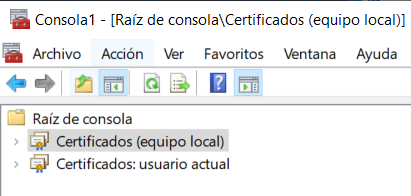 Consola1 - [Raíz de consola\Certificados (equipo local)]
Archivo Acción Ver Favoritos Ventana Ayuda
Raíz de consola
Certificados (equipo local)
Certificados: usuario actual